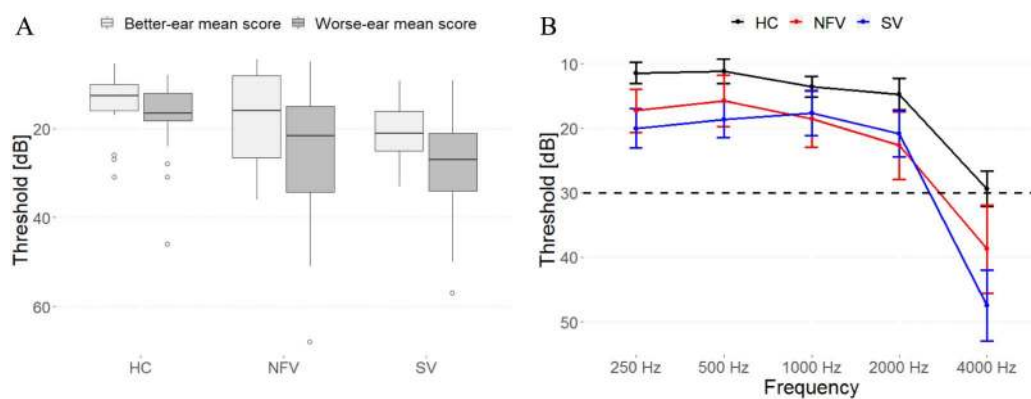 A
Better-ear mean score
Worse-ear mean score
Threshold [dB]
20
40
60
HC
NFV
SV
B
HC
NFV
SV
Threshold [dB]
10
20
30
40
50
250 Hz
500 Hz
1000 Hz
2000 Hz
4000 Hz
Frequency